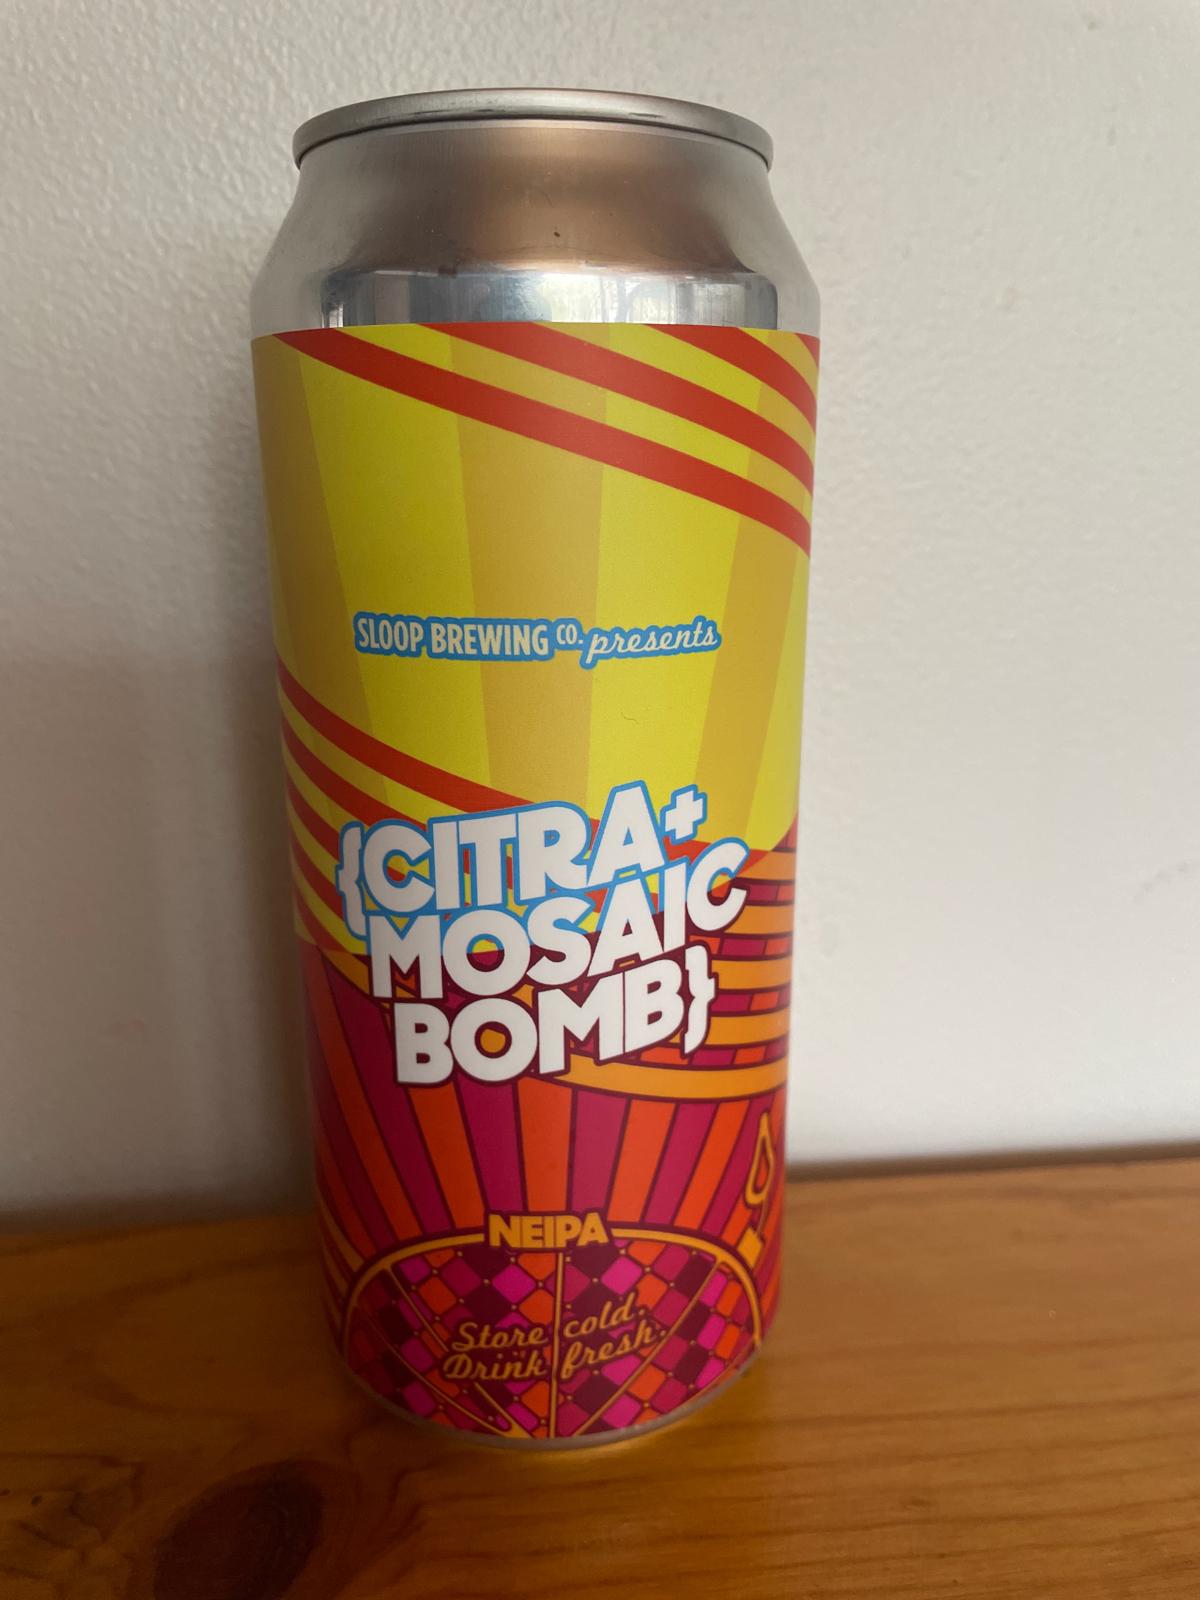 SLOOP BREWING CO. presents
{CITRA+
MOSAIC
BOMB}
NEIPA
Store cold.
Drink fresh.